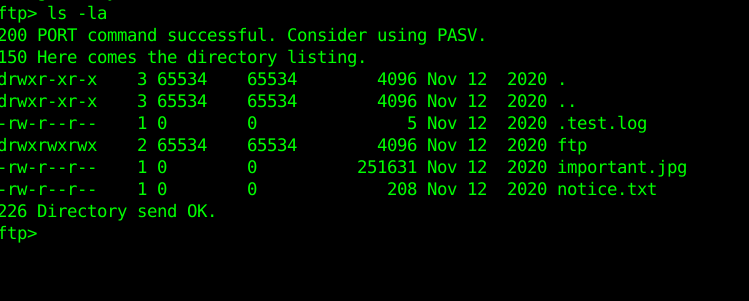 ftp> ls -la
200 PORT command successful. Consider using PASV.
150 Here comes the directory listing.
drwxr-xr-x    3 65534    65534        4096 Nov 12  2020 .
drwxr-xr-x    3 65534    65534        4096 Nov 12  2020 ..
-rw-r--r--    1 0        0               5 Nov 12  2020 .test.log
drwxrwxrwx    2 65534    65534        4096 Nov 12  2020 ftp
-rw-r--r--    1 0        0          251631 Nov 12  2020 important.jpg
-rw-r--r--    1 0        0             208 Nov 12  2020 notice.txt
226 Directory send OK.
ftp>